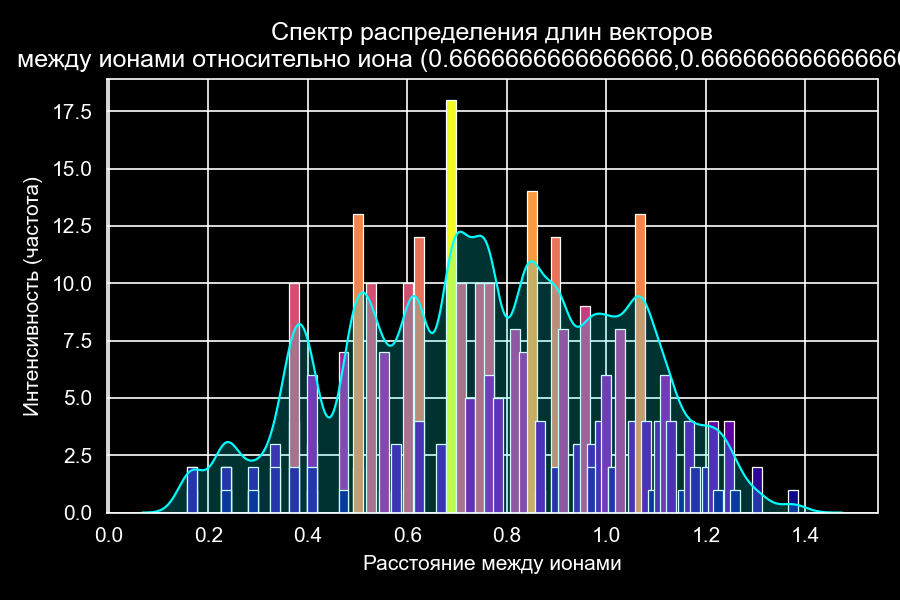 Спектр распределения длин векторов
между ионами относительно иона (0.6666666666666666,0.666666666666666
17.5
15.0
12.5
10.0
7.5
5.0
2.5
0.0
Интенсивность (частота)
0.0 0.2 0.4 0.6 0.8 1.0 1.2 1.4
Расстояние между ионами